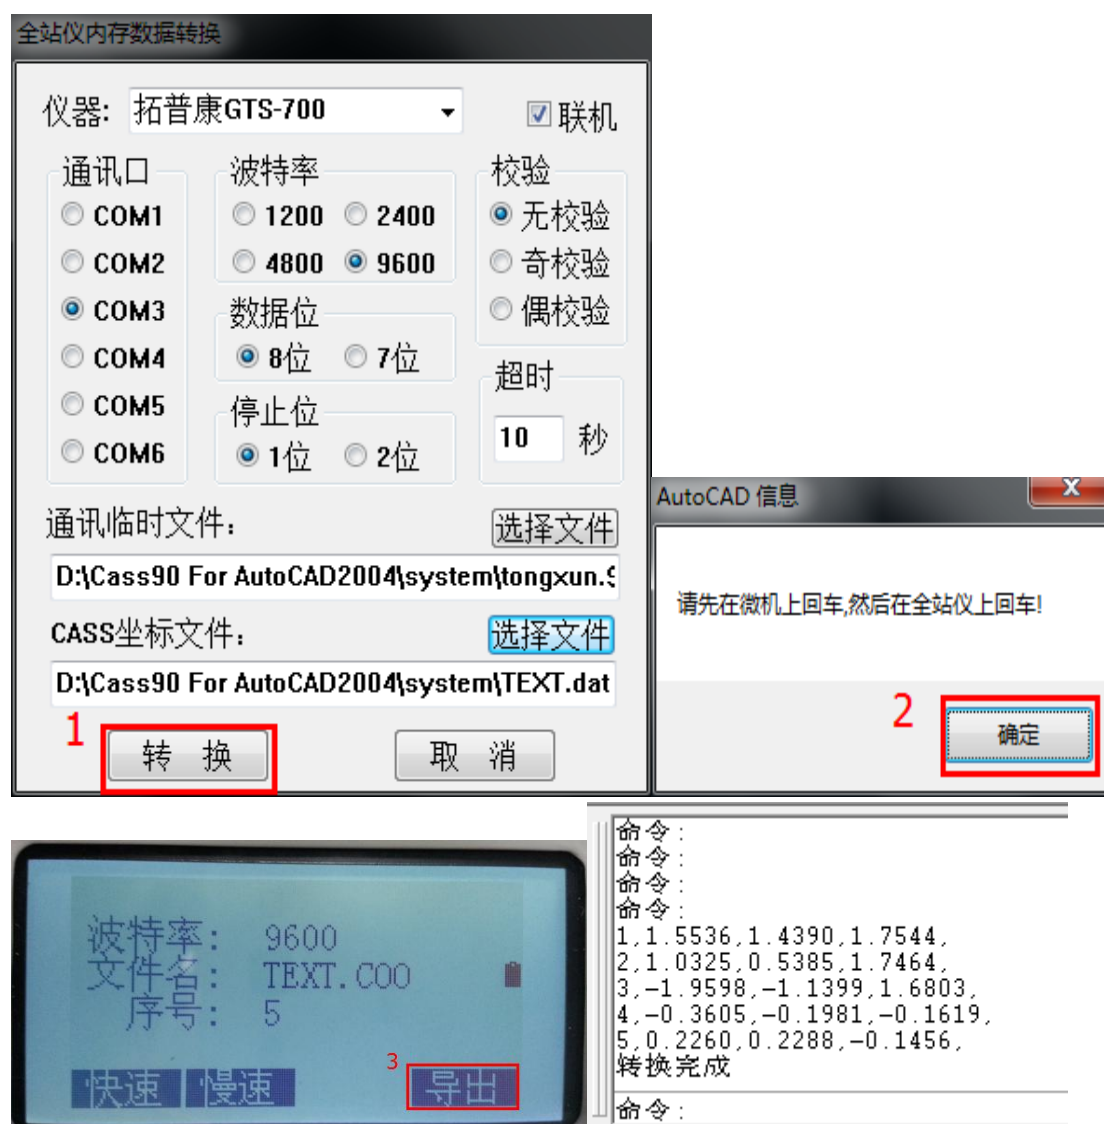 全站仪内存数据转换
仪器: 拓普康GTS-700 联机
通讯口 波特率 校验
COM1 1200 2400 无校验
COM2 4800 9600 奇校验
COM3 数据位 偶校验
COM4 8位 7位 超时
COM5 停止位
COM6 1位 2位 10 秒
通讯临时文件: 选择文件
D:\Cass90 For AutoCAD2004\system\tongxun.
CASS坐标文件: 选择文件
D:\Cass90 For AutoCAD2004\system\TEXT.dat
1
转 换 取 消
AutoCAD 信息 X
请先在微机上回车,然后在全站仪上回车!
2
确定
波特率: 9600
文件名: TEXT.COO
序号: 5
3
快速 慢速 导出
命令:
命令:
命令:
命令:
1,1.5536,1.4390,1.7544,
2,1.0325,0.5385,1.7464,
3,-1.9598,-1.1399,1.6803,
4,-0.3605,-0.1981,-0.1619,
5,0.2260,0.2288,-0.1456,
转换完成
命令: